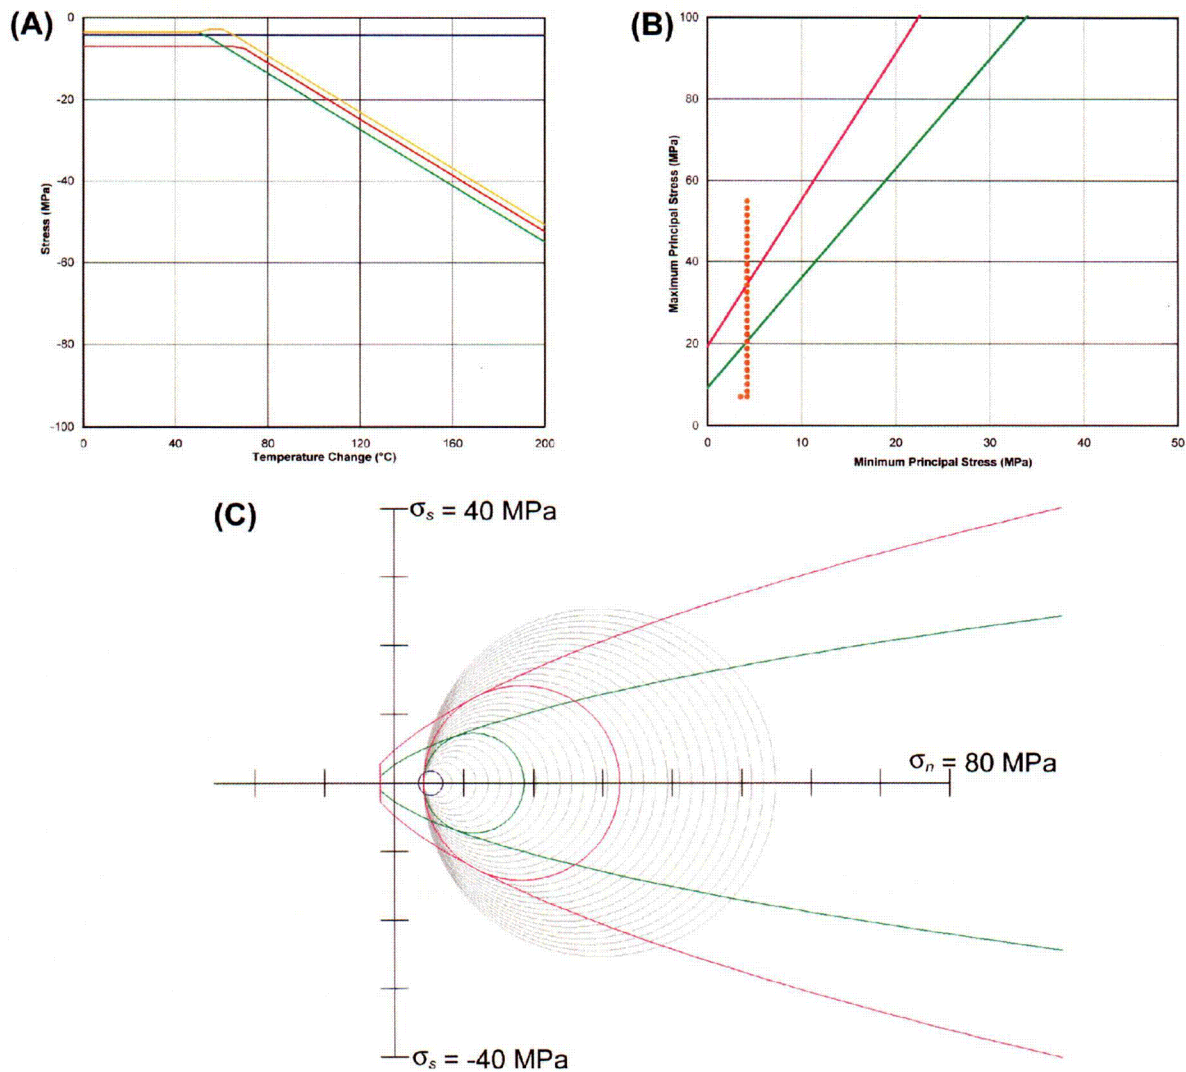 (A)
0
-20
-40
-60
-80
-100
Stress (MPa)
0 40 80 120 160 200
Temperature Change (°C)
(B)
100
80
60
40
20
0
Maximum Principal Stress (MPa)
0 10 20 30 40 50
Minimum Principal Stress (MPa)
(C)
σs = 40 MPa
σn = 80 MPa
σs = -40 MPa